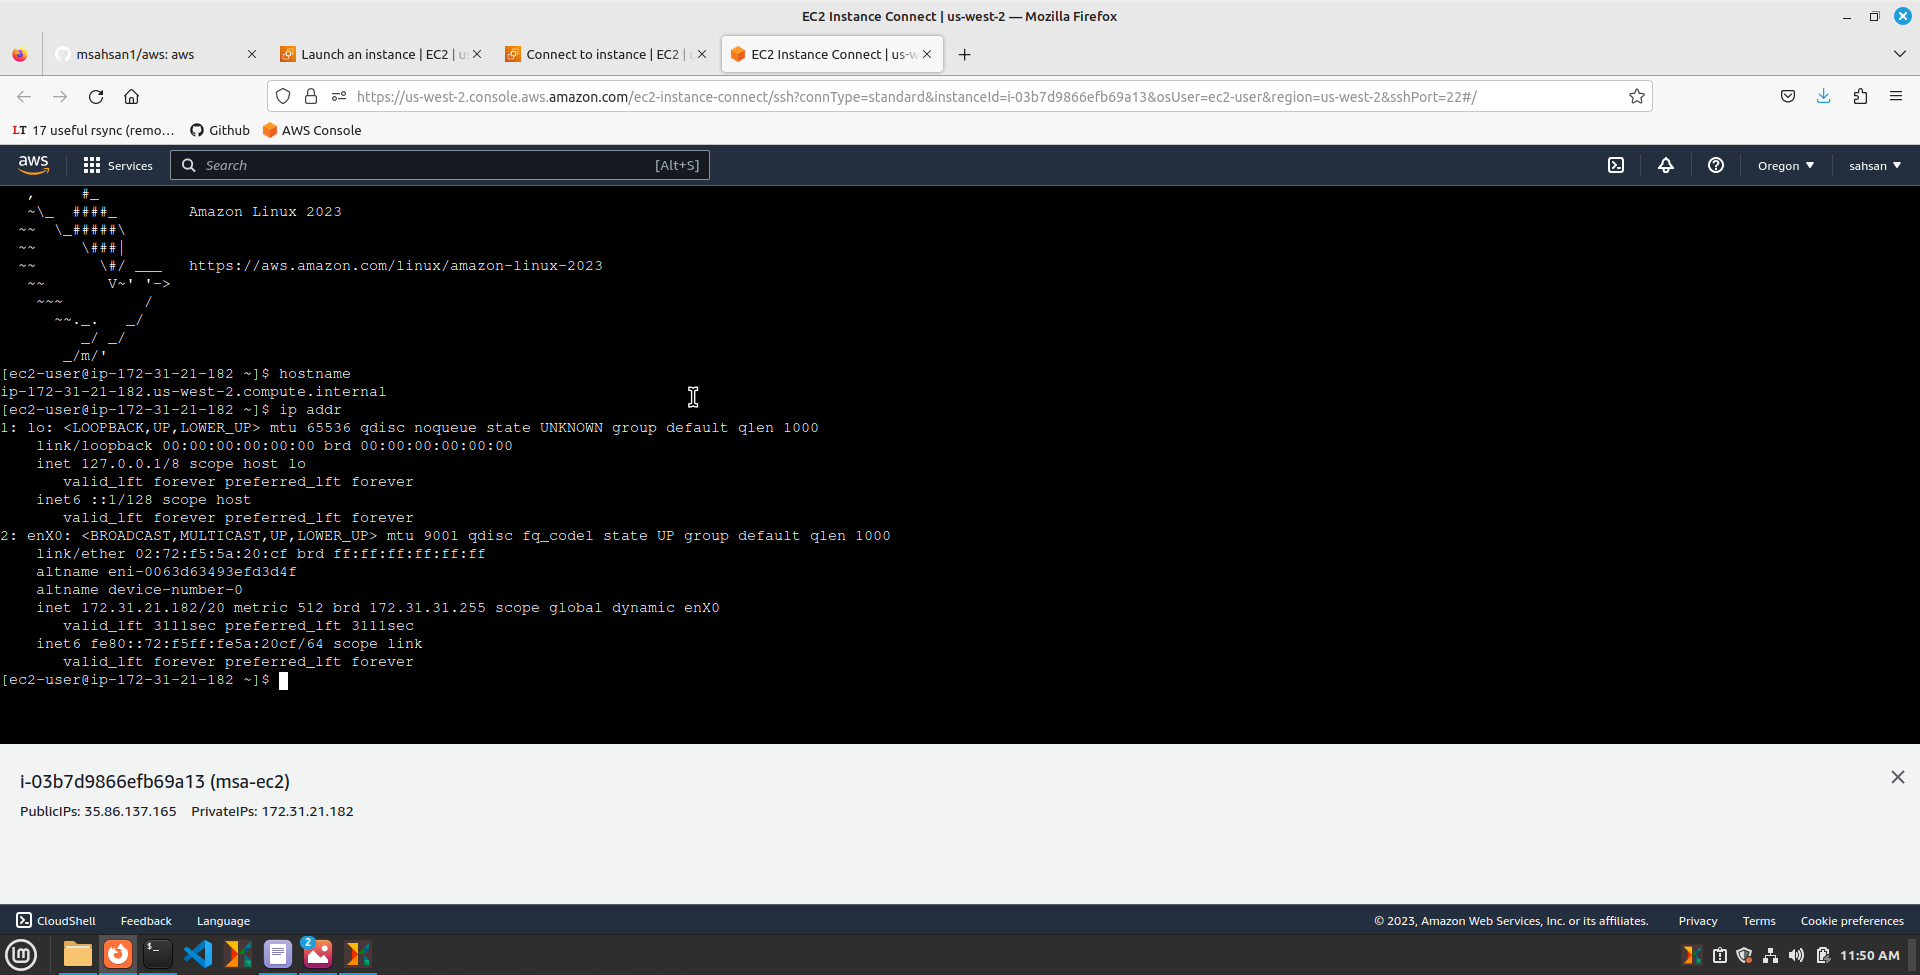 EC2 Instance Connect | us-west-2 — Mozilla Firefox
msahsan1/aws: aws
Launch an instance | EC2 | u
Connect to instance | EC2 |
EC2 Instance Connect | us-w
https://us-west-2.console.aws.amazon.com/ec2-instance-connect/ssh?connType=standard&instanceId=i-03b7d9866efb69a13&osUser=ec2-user&region=us-west-2&sshPort=22#/
LT 17 useful rsync (remo…
Github
AWS Console
aws
Services
Search
[Alt+S]
Oregon
sahsan
   ,     #_
   ~\_  ####_        Amazon Linux 2023
  ~~  \_#####\
  ~~     \###|
  ~~       \#/ ___   https://aws.amazon.com/linux/amazon-linux-2023
   ~~       V~' '->
    ~~~         /
      ~~._.   _/
         _/ _/
       _/m/'
[ec2-user@ip-172-31-21-182 ~]$ hostname
ip-172-31-21-182.us-west-2.compute.internal
[ec2-user@ip-172-31-21-182 ~]$ ip addr
1: lo: <LOOPBACK,UP,LOWER_UP> mtu 65536 qdisc noqueue state UNKNOWN group default qlen 1000
    link/loopback 00:00:00:00:00:00 brd 00:00:00:00:00:00
    inet 127.0.0.1/8 scope host lo
       valid_lft forever preferred_lft forever
    inet6 ::1/128 scope host
       valid_lft forever preferred_lft forever
2: enX0: <BROADCAST,MULTICAST,UP,LOWER_UP> mtu 9001 qdisc fq_codel state UP group default qlen 1000
    link/ether 02:72:f5:5a:20:cf brd ff:ff:ff:ff:ff:ff
    altname eni-0063d63493efd3d4f
    altname device-number-0
    inet 172.31.21.182/20 metric 512 brd 172.31.31.255 scope global dynamic enX0
       valid_lft 3111sec preferred_lft 3111sec
    inet6 fe80::72:f5ff:fe5a:20cf/64 scope link
       valid_lft forever preferred_lft forever
[ec2-user@ip-172-31-21-182 ~]$
i-03b7d9866efb69a13 (msa-ec2)
PublicIPs: 35.86.137.165 PrivateIPs: 172.31.21.182
CloudShell
Feedback
Language
© 2023, Amazon Web Services, Inc. or its affiliates.
Privacy
Terms
Cookie preferences
2
11:50 AM